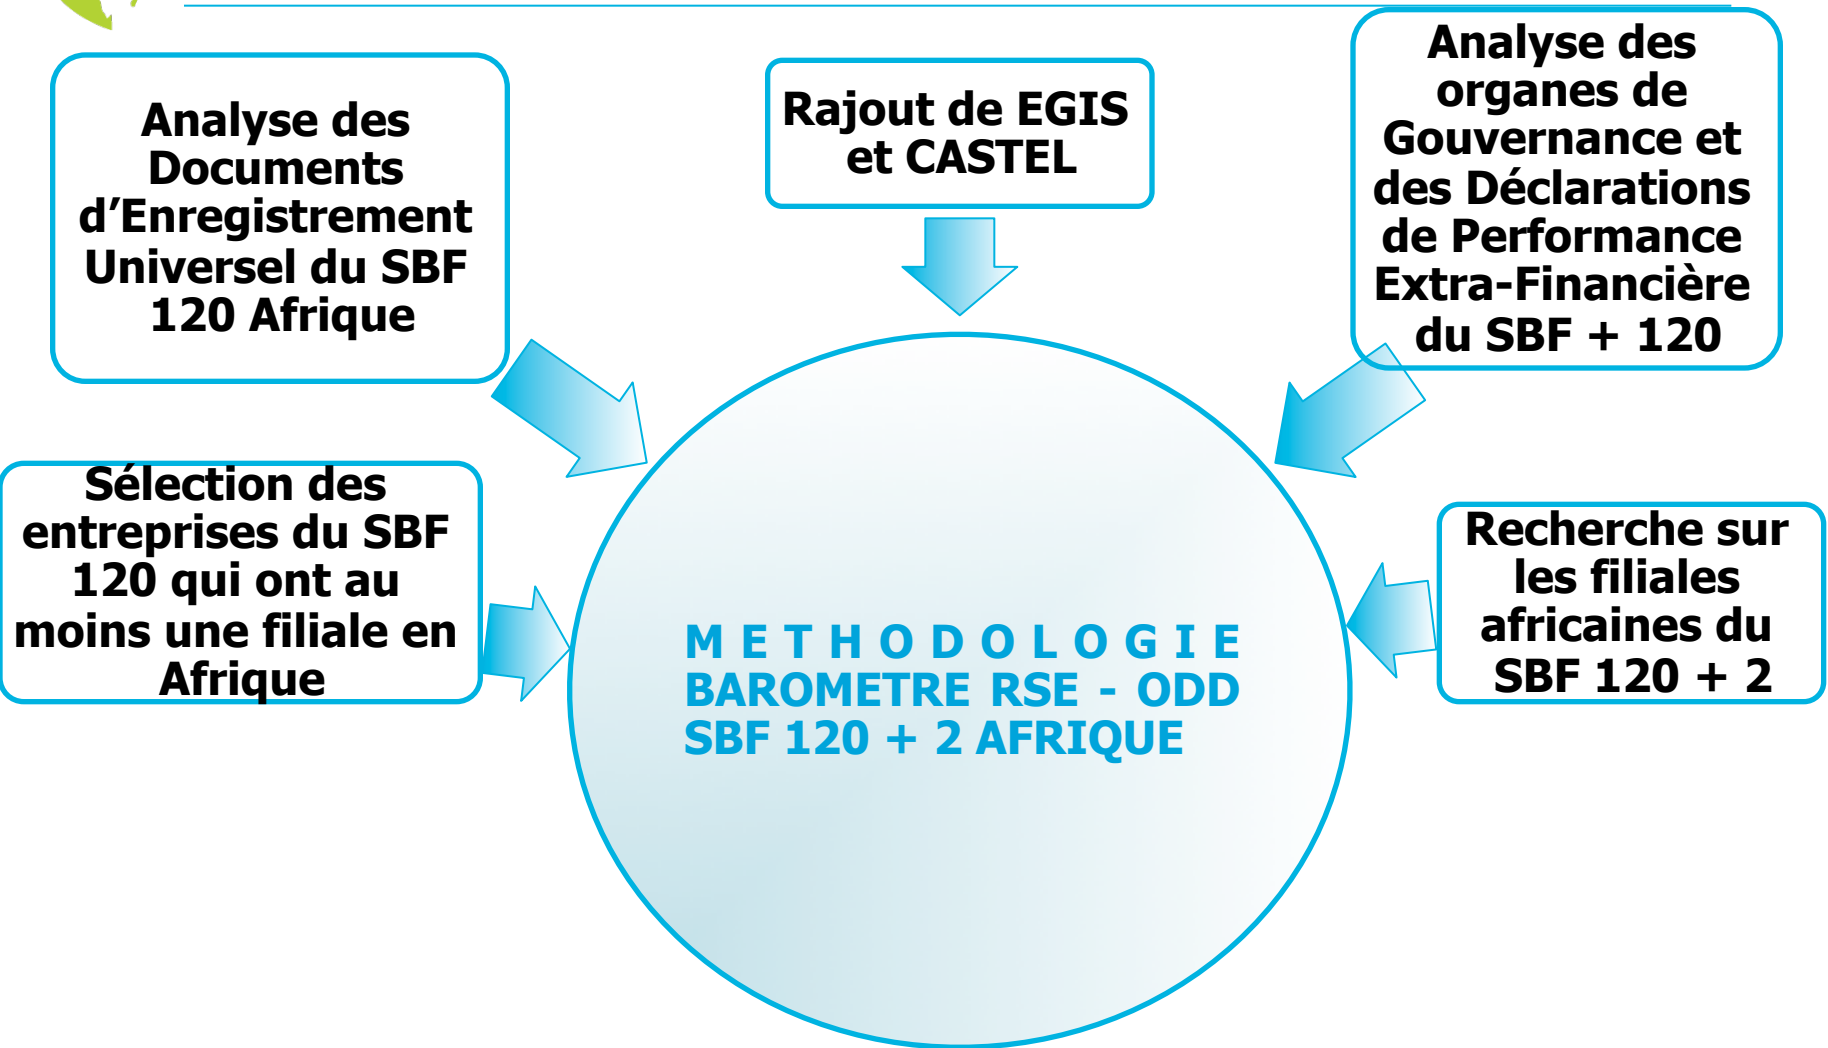 Analyse des
Documents
d’Enregistrement
Universel du SBF
120 Afrique
Rajout de EGIS
et CASTEL
Analyse des
organes de
Gouvernance et
des Déclarations
de Performance
Extra-Financière
du SBF + 120
Sélection des
entreprises du SBF
120 qui ont au
moins une filiale en
Afrique
Recherche sur
les filiales
africaines du
SBF 120 + 2
METHODOLOGIE
BAROMETRE RSE - ODD
SBF 120 + 2 AFRIQUE